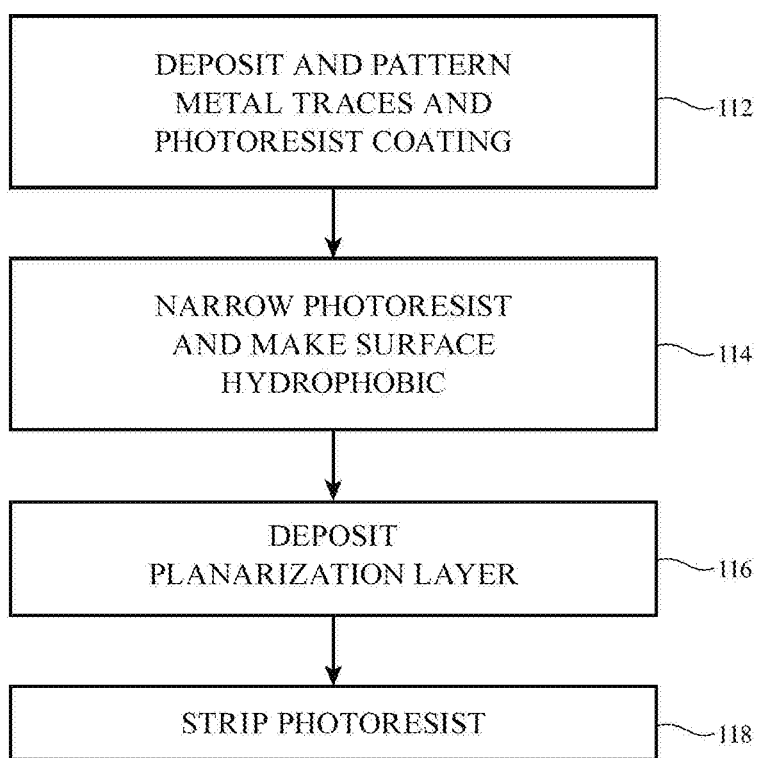 DEPOSIT AND PATTERN
METAL TRACES AND
PHOTORESIST COATING
112
NARROW PHOTORESIST
AND MAKE SURFACE
HYDROPHOBIC
114
DEPOSIT
PLANARIZATION LAYER
116
STRIP PHOTORESIST
118